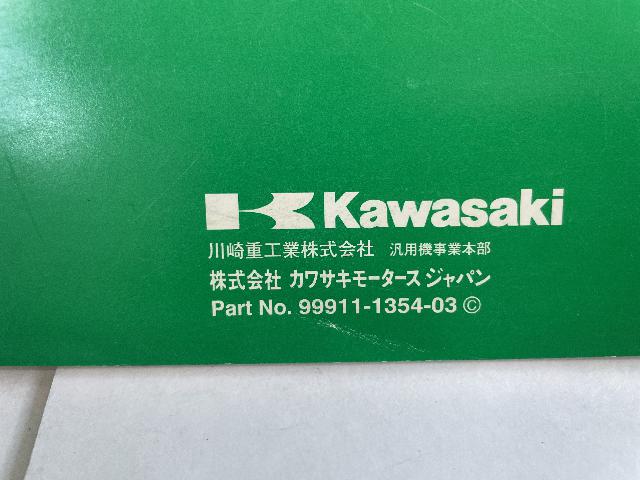 Kawasaki
川崎重工業株式会社 汎用機事業本部
株式会社 カワサキモータース ジャパン
Part No. 99911-1354-03 ©